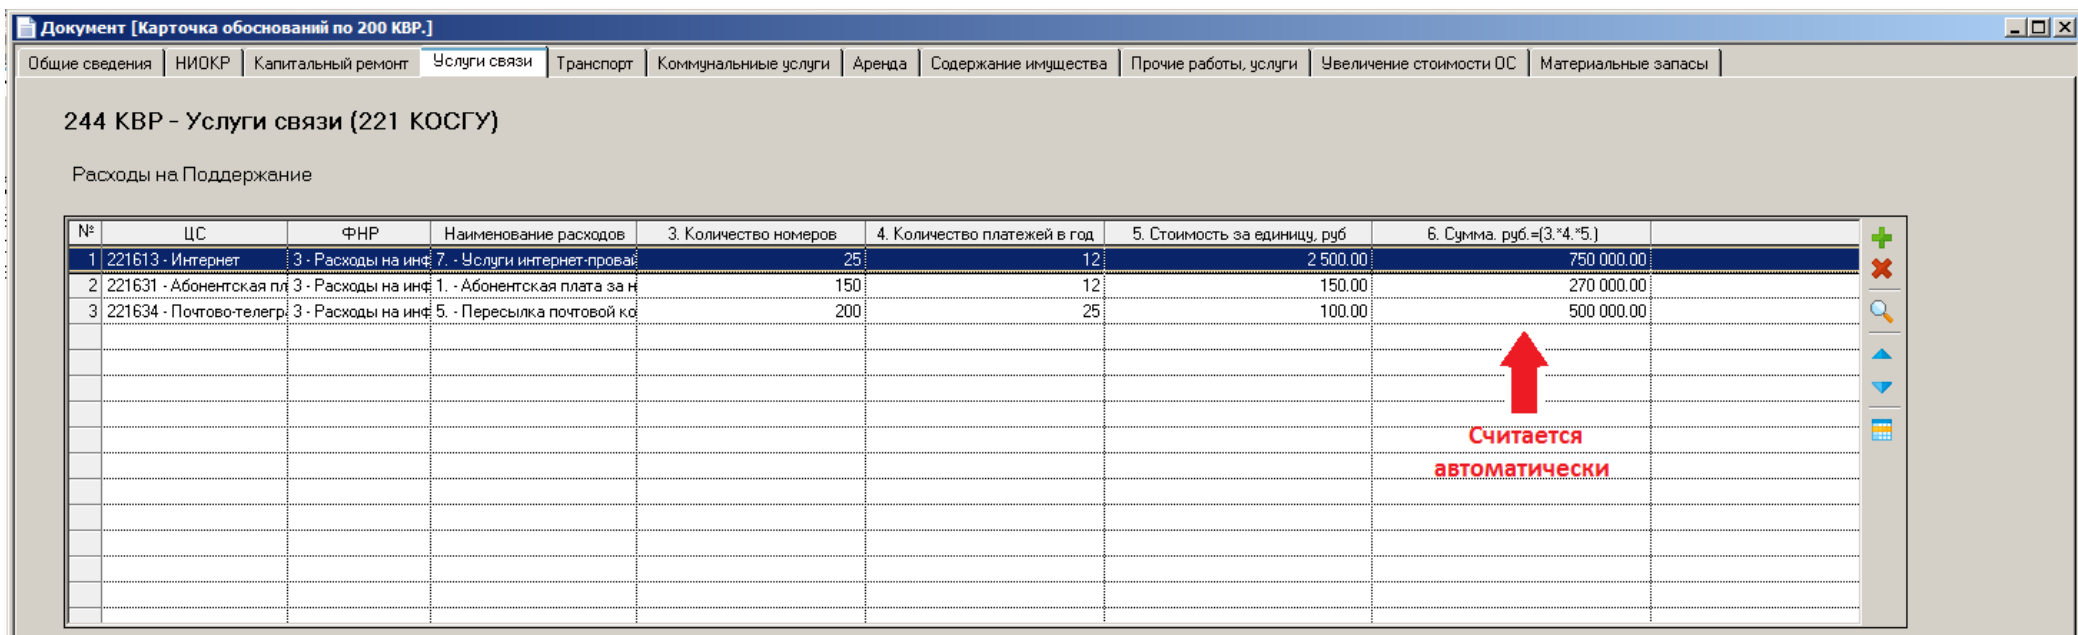 Документ [Карточка обоснований по 200 КВР.]
Общие сведения НИОКР Капитальный ремонт Услуги связи Транспорт Коммунальниые услуги Аренда Содержание имущества Прочие работы, услуги Увеличение стоимости ОС Материальные запасы
244 КВР - Услуги связи (221 КОСГУ)
Расходы на Поддержание
№ ЦС ФНР Наименование расходов 3. Количество номеров 4. Количество платежей в год 5. Стоимость за единицу, руб 6. Сумма. руб.=(3.*4.*5.)
1 221613 - Интернет 3 - Расходы на инф 7. - Услуги интернет-провай 25 12 2 500.00 750 000.00
2 221631 - Абонентская пл 3 - Расходы на инф 1. - Абонентская плата за н 150 12 150.00 270 000.00
3 221634 - Почтово-телегр 3 - Расходы на инф 5. - Пересылка почтовой ко 200 25 100.00 500 000.00
Считается
автоматически